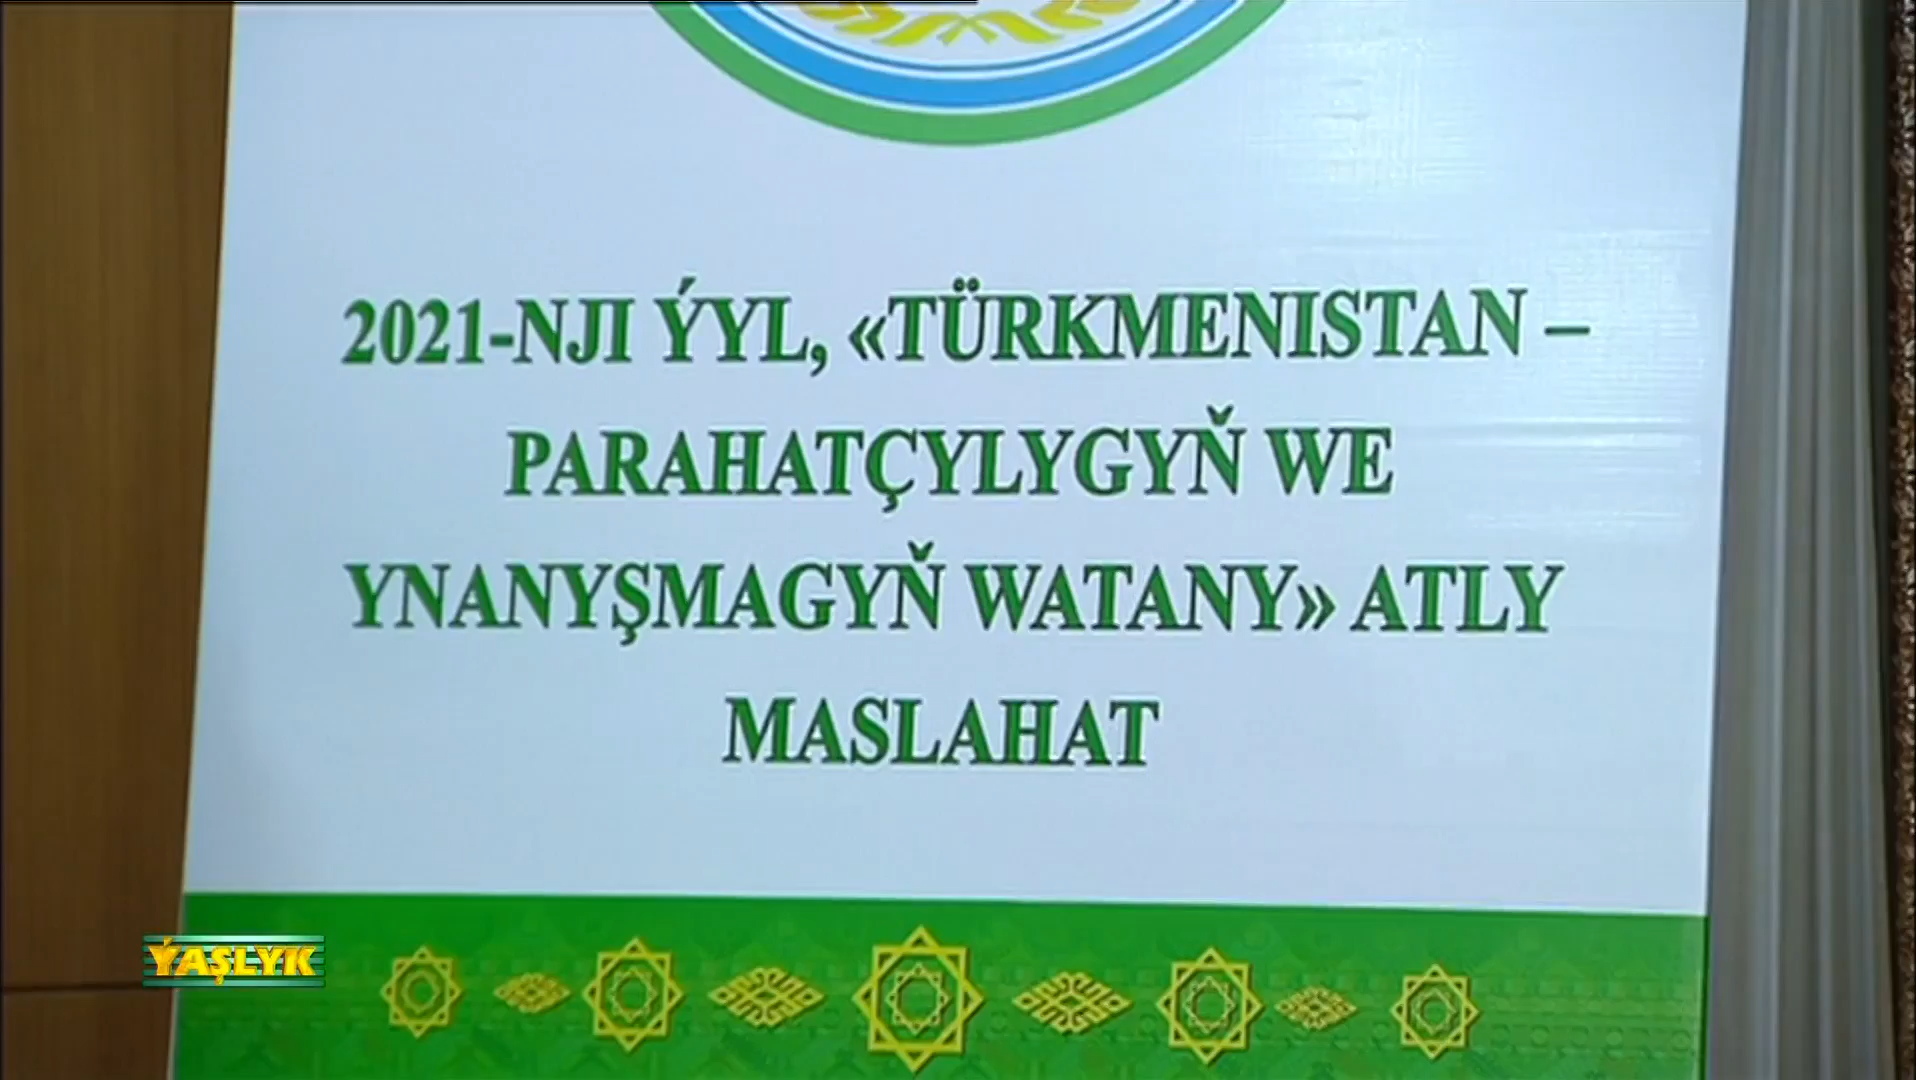 2021-NJI ÝYL, «TÜRKMENISTAN –
PARAHATÇYLYGYŇ WE
YNANYŞMAGYŇ WATANY» ATLY
MASLAHAT
ÝAŞLYK